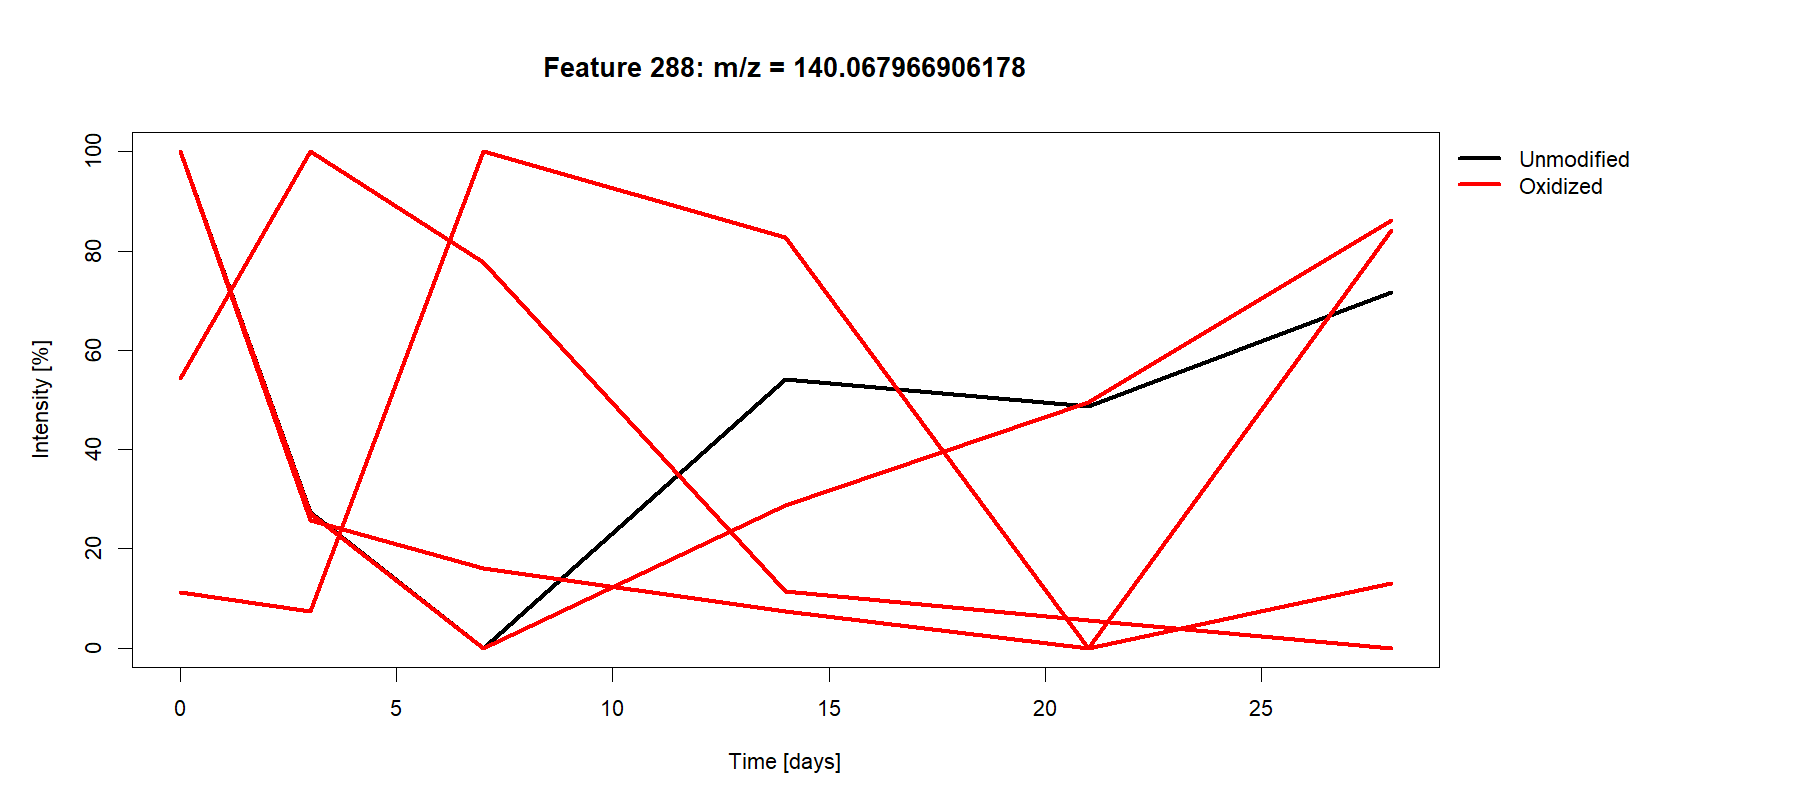 Feature 288: m/z = 140.067966906178
Unmodified
Oxidized
Intensity [%]
100
80
60
40
20
0
0 5 10 15 20 25
Time [days]